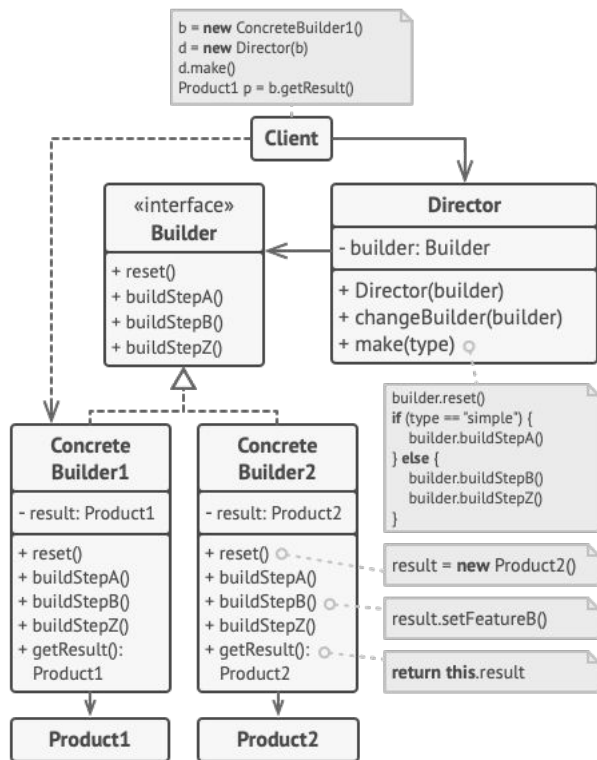 b = new ConcreteBuilder1()
d = new Director(b)
d.make()
Product1 p = b.getResult()
Client
«interface»
Builder
+ reset()
+ buildStepA()
+ buildStepB()
+ buildStepZ()
Director
- builder: Builder
+ Director(builder)
+ changeBuilder(builder)
+ make(type)
builder.reset()
if (type == "simple") {
builder.buildStepA()
} else {
builder.buildStepB()
builder.buildStepZ()
}
Concrete
Builder1
- result: Product1
+ reset()
+ buildStepA()
+ buildStepB()
+ buildStepZ()
+ getResult():
Product1
Concrete
Builder2
- result: Product2
+ reset()
+ buildStepA()
+ buildStepB()
+ buildStepZ()
+ getResult():
Product2
result = new Product2()
result.setFeatureB()
return this.result
Product1
Product2